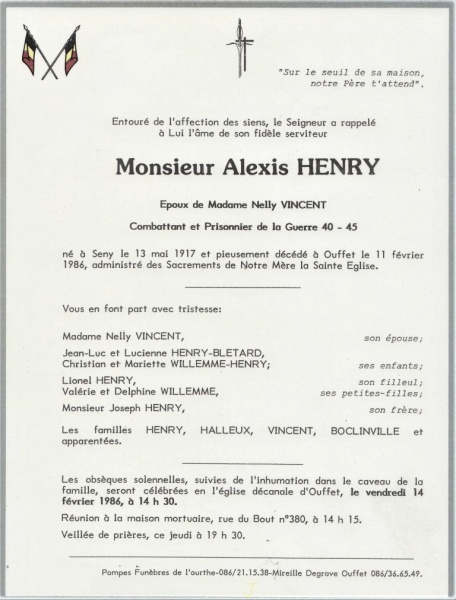 "Sur le seuil de sa maison,
notre Père t'attend".
Entouré de l'affection des siens, le Seigneur a rappelé
à Lui l'âme de son fidèle serviteur
Monsieur Alexis HENRY
Epoux de Madame Nelly VINCENT
Combattant et Prisonnier de la Guerre 40 - 45
né à Seny le 13 mai 1917 et pieusement décédé à Ouffet le 11 février
1986, administré des Sacrements de Notre Mère la Sainte Eglise.
Vous en font part avec tristesse:
Madame Nelly VINCENT, son épouse;
Jean-Luc et Lucienne HENRY-BLETARD,
Christian et Mariette WILLEMME-HENRY; ses enfants;
Lionel HENRY, son filleul;
Valérie et Delphine WILLEMME, ses petites-filles;
Monsieur Joseph HENRY, son frère;
Les familles HENRY, HALLEUX, VINCENT, BOCLINVILLE et
apparentées.
Les obsèques solennelles, suivies de l'inhumation dans le caveau de la
famille, seront célébrées en l'église décanale d'Ouffet, le vendredi 14
février 1986, à 14 h 30.
Réunion à la maison mortuaire, rue du Bout n°380, à 14 h 15.
Veillée de prières, ce jeudi à 19 h 30.
Pompes Funèbres de l'ourthe-086/21.15.38-Mireille Degrave Ouffet 086/36.65.49.